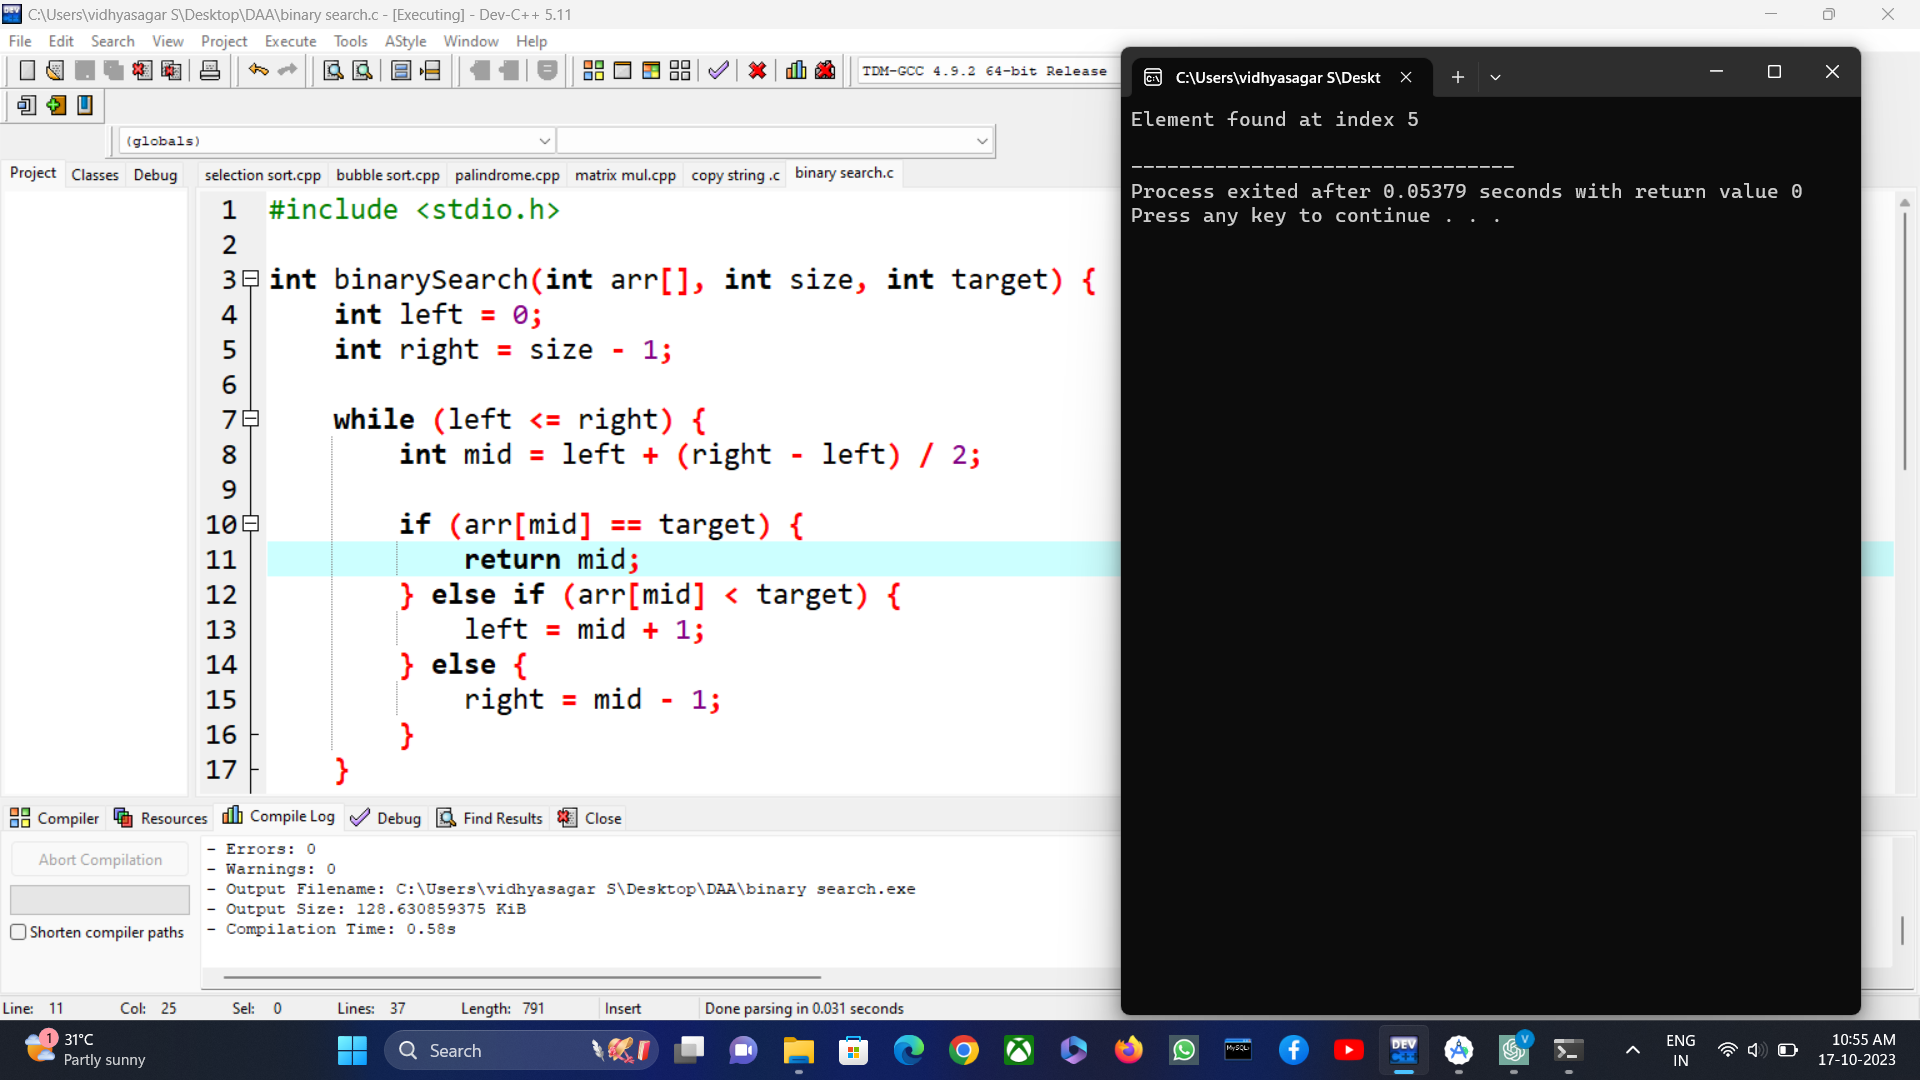 C:\Users\vidhyasagar S\Desktop\DAA\binary search.c - [Executing] - Dev-C++ 5.11
File Edit Search View Project Execute Tools AStyle Window Help
TDM-GCC 4.9.2 64-bit Release
(globals)
Project Classes Debug selection sort.cpp bubble sort.cpp palindrome.cpp matrix mul.cpp copy string .c binary search.c
1 #include <stdio.h>
2
3 int binarySearch(int arr[], int size, int target) {
4 int left = 0;
5 int right = size - 1;
6
7 while (left <= right) {
8 int mid = left + (right - left) / 2;
9
10 if (arr[mid] == target) {
11 return mid;
12 } else if (arr[mid] < target) {
13 left = mid + 1;
14 } else {
15 right = mid - 1;
16 }
17 }
C:\Users\vidhyasagar S\Deskt
Element found at index 5
--------------------------------
Process exited after 0.05379 seconds with return value 0
Press any key to continue . . .
Compiler Resources Compile Log Debug Find Results Close
Abort Compilation
Shorten compiler paths
- Errors: 0
- Warnings: 0
- Output Filename: C:\Users\vidhyasagar S\Desktop\DAA\binary search.exe
- Output Size: 128.630859375 KiB
- Compilation Time: 0.58s
Line: 11 Col: 25 Sel: 0 Lines: 37 Length: 791 Insert Done parsing in 0.031 seconds
1
31°C
Partly sunny
Search
MySQL
DEV
C++
V
ENG
IN
10:55 AM
17-10-2023